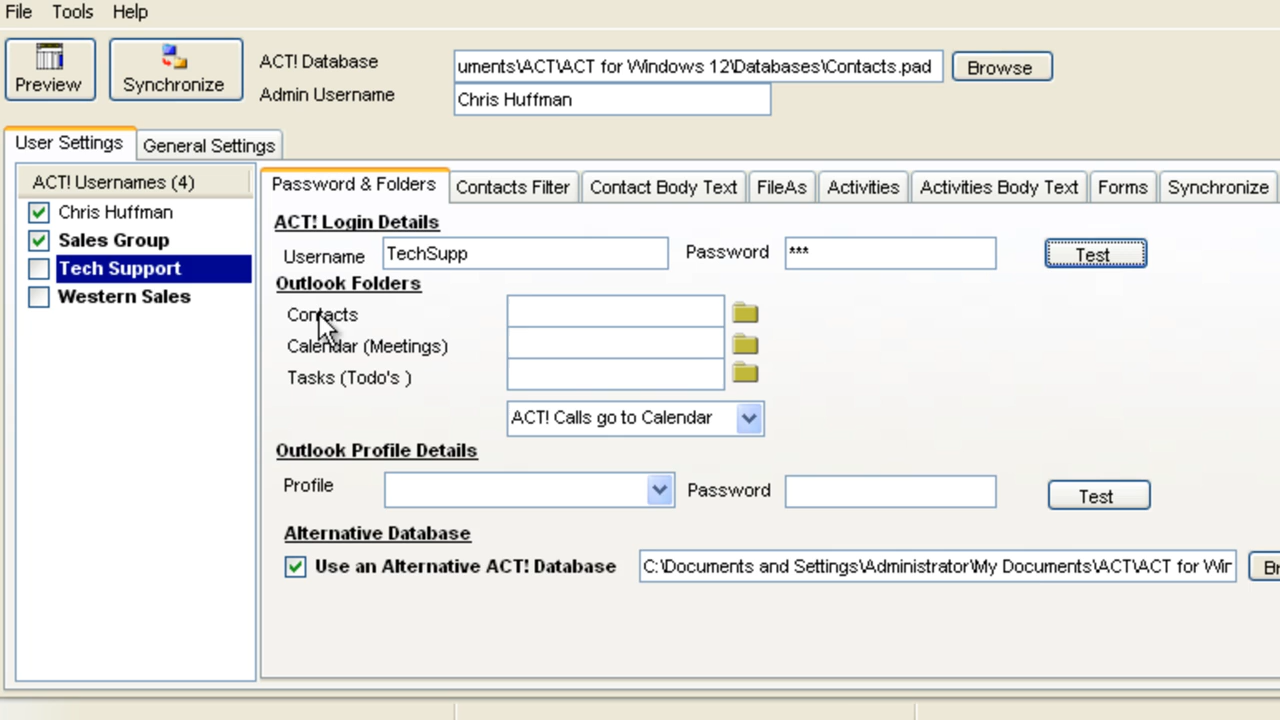 File Tools Help
Preview
Synchronize
ACT! Database
uments\ACT\ACT for Windows 12\Databases\Contacts.pad
Browse
Admin Username
Chris Huffman
User Settings
General Settings
ACT! Usernames (4)
Chris Huffman
Sales Group
Tech Support
Western Sales
Password & Folders
Contacts Filter
Contact Body Text
FileAs
Activities
Activities Body Text
Forms
Synchronize
ACT! Login Details
Username
TechSupp
Password
***
Test
Outlook Folders
Contacts
Calendar (Meetings)
Tasks (Todo's )
ACT! Calls go to Calendar
Outlook Profile Details
Profile
Password
Test
Alternative Database
Use an Alternative ACT! Database
C:\Documents and Settings\Administrator\My Documents\ACT\ACT for Wir
Br